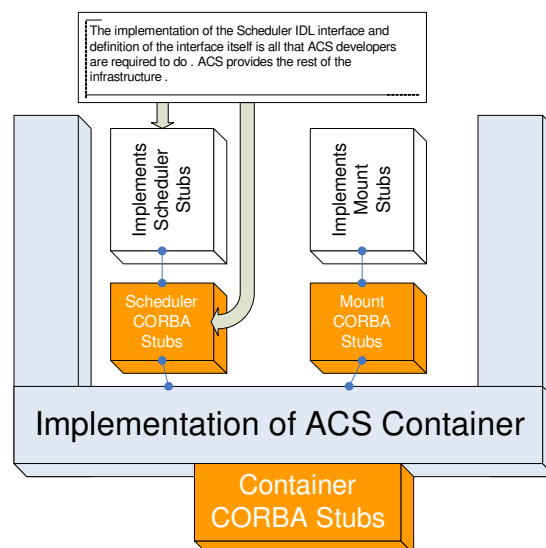 The implementation of the Scheduler IDL interface and
definition of the interface itself is all that ACS developers
are required to do . ACS provides the rest of the
infrastructure .
Implements
Scheduler
Stubs
Implements
Mount
Stubs
Scheduler
CORBA
Stubs
Mount
CORBA
Stubs
Implementation of ACS Container
Container
CORBA Stubs